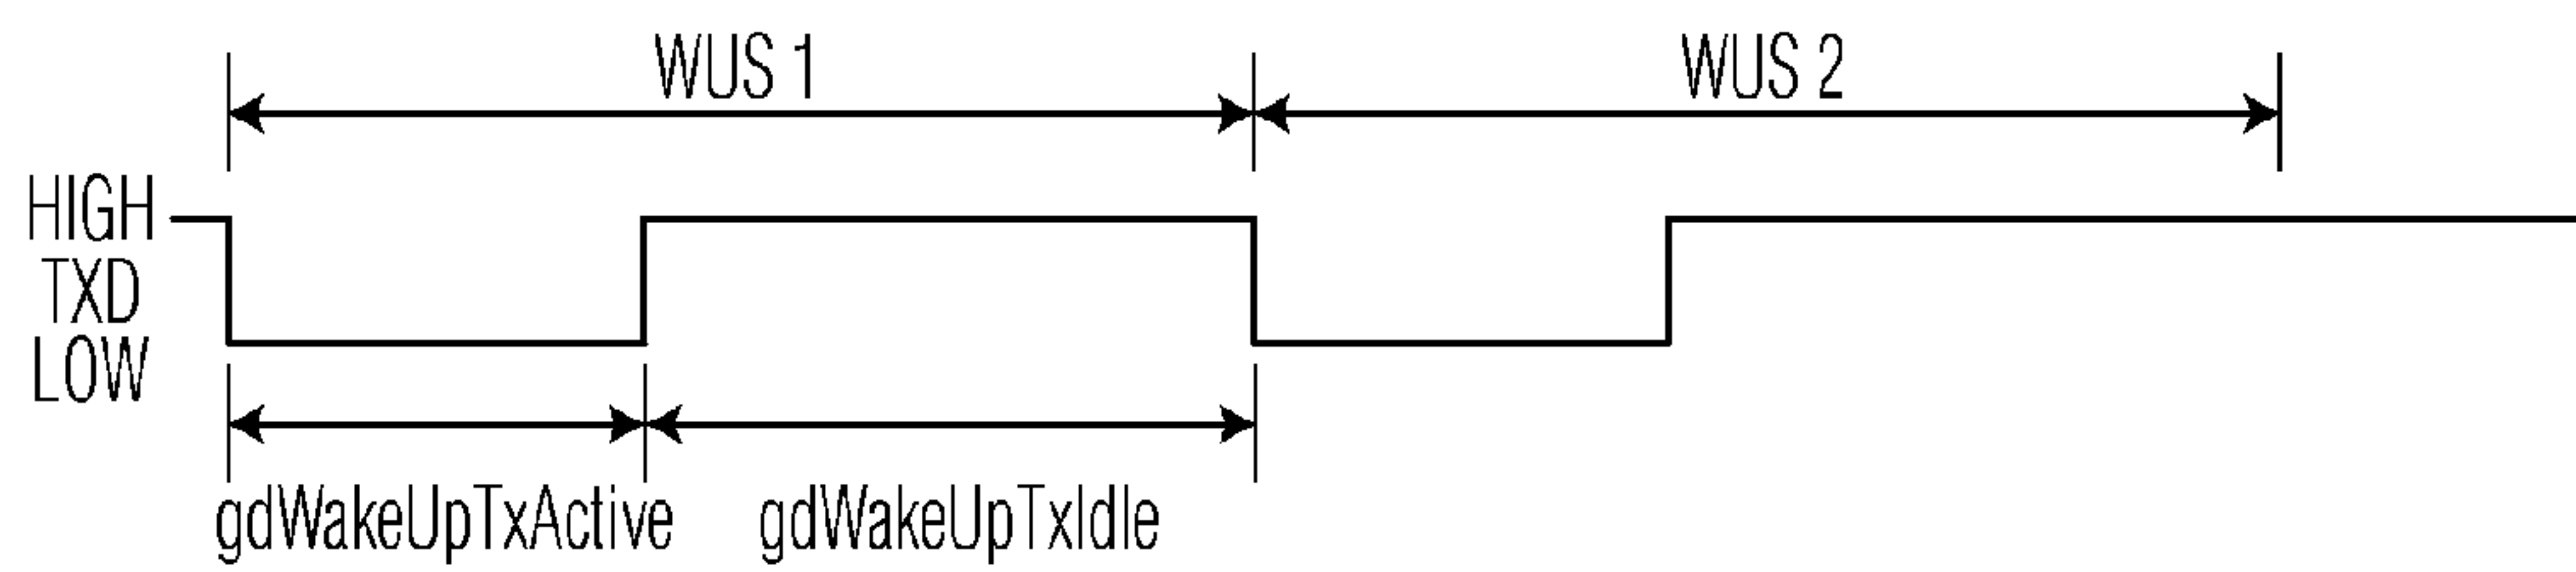 WUS 1
WUS 2
HIGH
TXD
LOW
gdWakeUpTxActive
gdWakeUpTxIdle